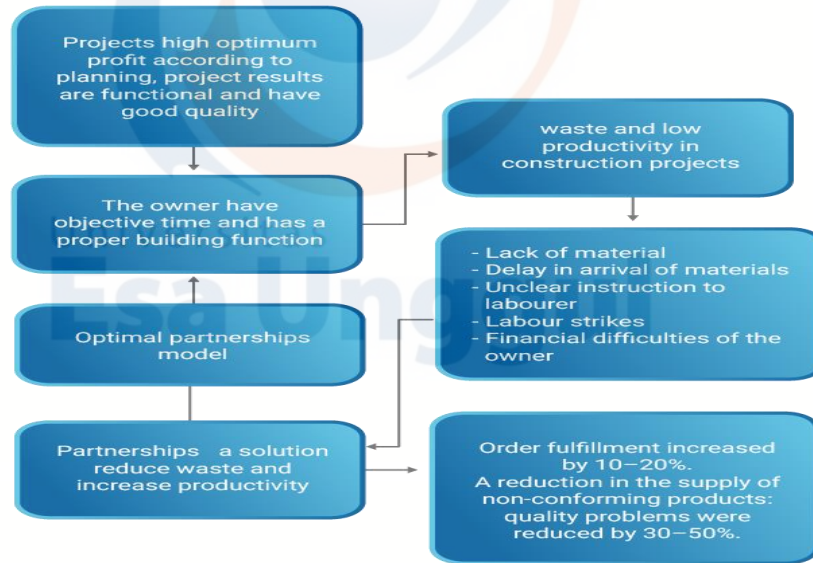 Projects high optimum
profit according to
planning, project results
are functional and have
good quality
waste and low
productivity in
construction projects
The owner have
objective time and has a
proper building function
- Lack of material
- Delay in arrival of materials
- Unclear instruction to
labourer
- Labour strikes
- Financial difficulties of the
owner
Optimal partnerships
model
Partnerships a solution
reduce waste and
increase productivity
Order fulfillment increased
by 10–20%.
A reduction in the supply of
non-conforming products:
quality problems were
reduced by 30–50%.
Esa Unggul